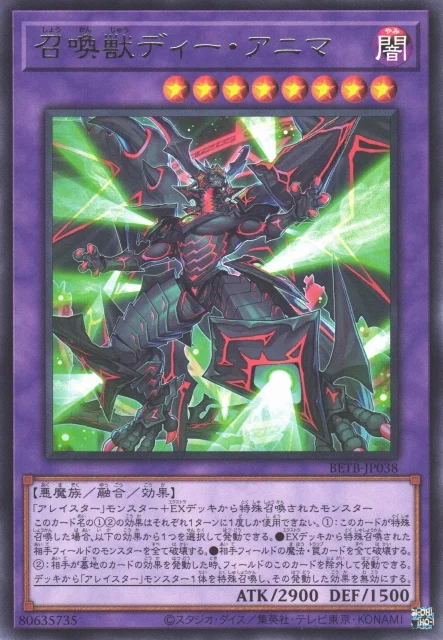 召喚獣ディー・アニマ
闇
BETB-JP038
【悪魔族／融合／効果】
「アレイスター」モンスター＋EXデッキから特殊召喚されたモンスター
このカード名の①②の効果はそれぞれ1ターンに1度しか使用できない。①：このカードが特殊
召喚した場合、以下の効果から1つを選択して発動できる。●EXデッキから特殊召喚された
相手フィールドのモンスターを全て破壊する。●相手フィールドの魔法・罠カードを全て破壊する。
②：相手が墓地のカードの効果を発動した時、フィールドのこのカードを除外して発動できる。
デッキから「アレイスター」モンスター1体を特殊召喚し、その発動した効果を無効にする。
ATK/2900 DEF/1500
80635735
©スタジオ・ダイス／集英社・テレビ東京・KONAMI